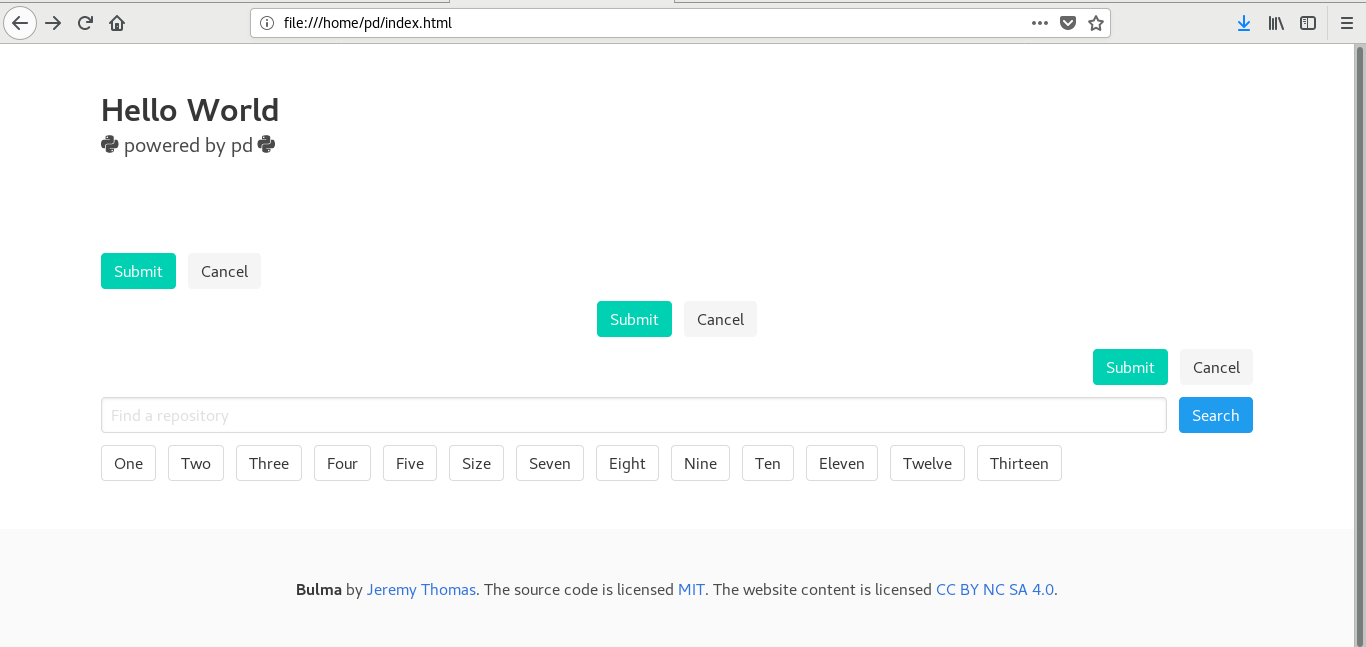 file:///home/pd/index.html
Hello World
powered by pd
Submit Cancel
Submit Cancel
Submit Cancel
Find a repository Search
One Two Three Four Five Size Seven Eight Nine Ten Eleven Twelve Thirteen
Bulma by Jeremy Thomas. The source code is licensed MIT. The website content is licensed CC BY NC SA 4.0.